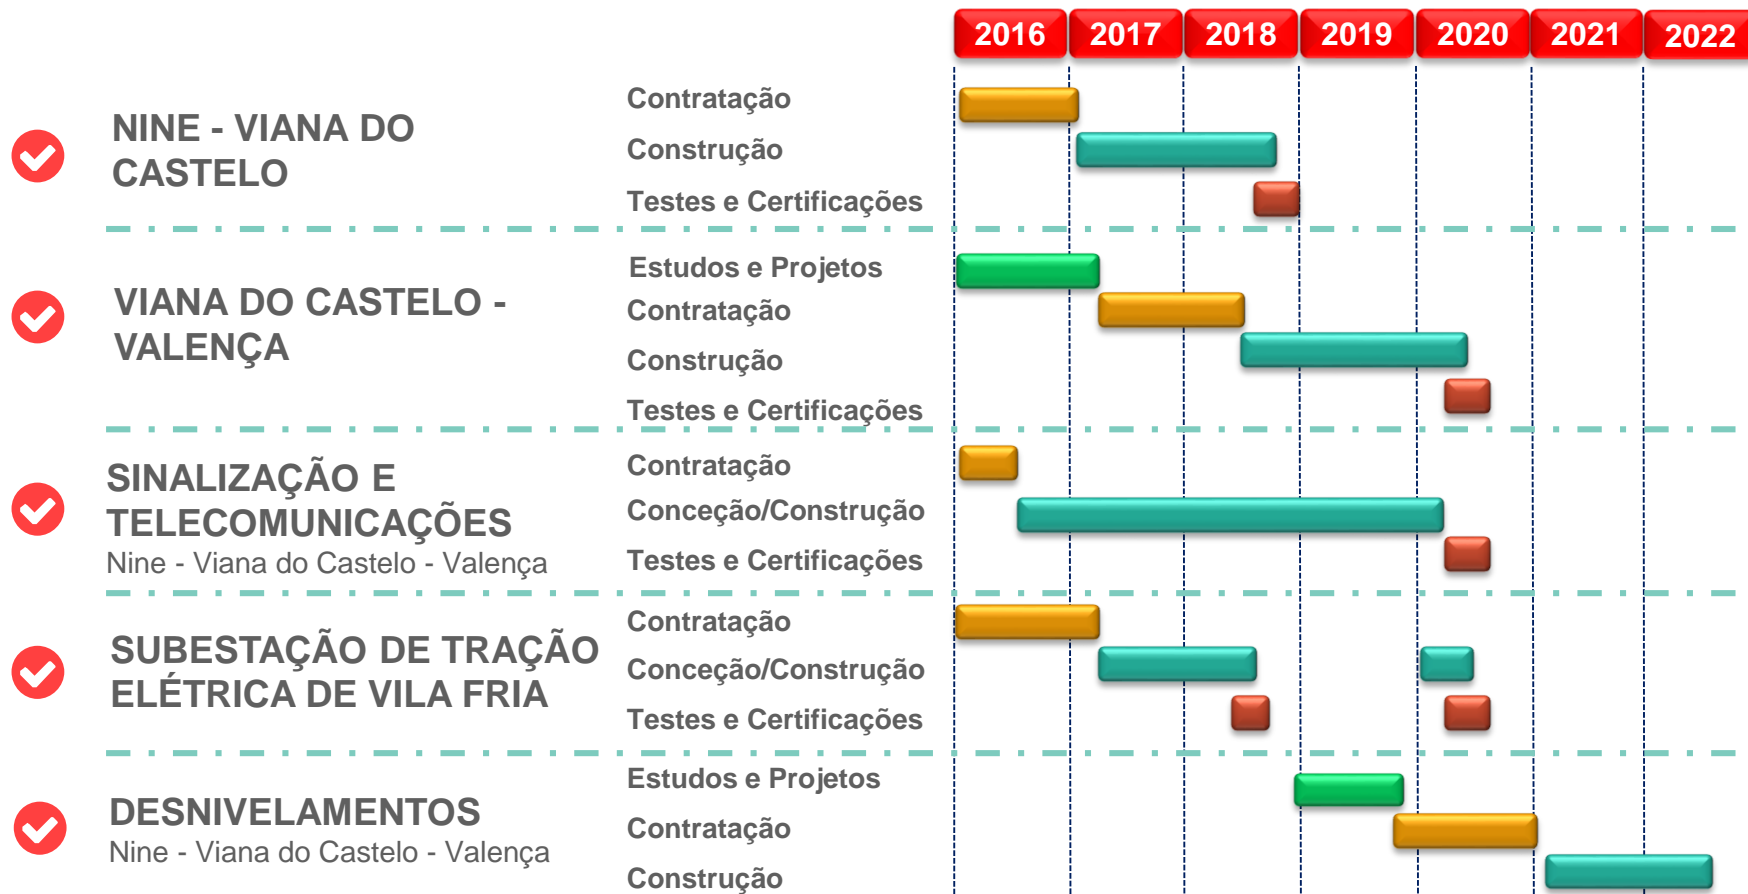 2016 2017 2018 2019 2020 2021 2022
NINE - VIANA DO
CASTELO
Contratação
Construção
Testes e Certificações
VIANA DO CASTELO -
VALENÇA
Estudos e Projetos
Contratação
Construção
Testes e Certificações
SINALIZAÇÃO E
TELECOMUNICAÇÕES
Nine - Viana do Castelo - Valença
Contratação
Conceção/Construção
Testes e Certificações
SUBESTAÇÃO DE TRAÇÃO
ELÉTRICA DE VILA FRIA
Contratação
Conceção/Construção
Testes e Certificações
DESNIVELAMENTOS
Nine - Viana do Castelo - Valença
Estudos e Projetos
Contratação
Construção